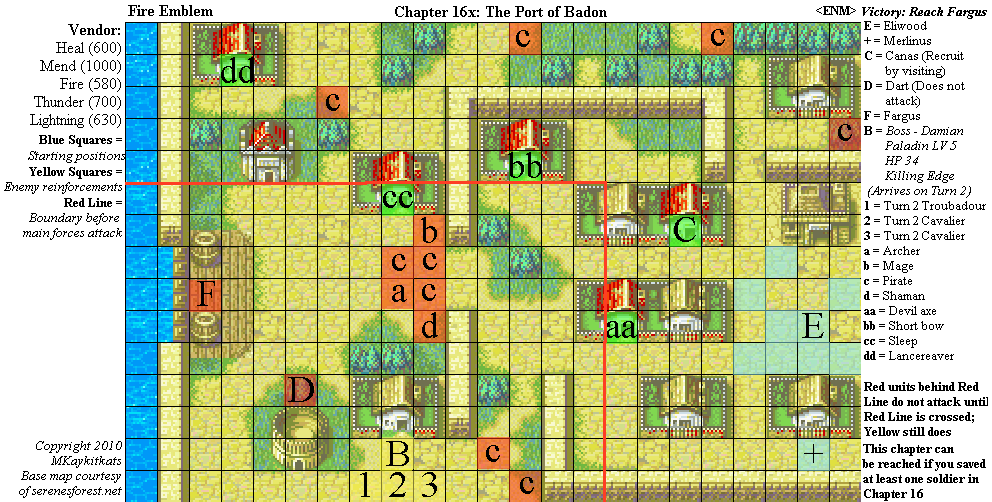 Fire Emblem
Chapter 16x: The Port of Badon
<ENM>
Vendor:
Heal (600)
Mend (1000)
Fire (580)
Thunder (700)
Lightning (630)
Blue Squares =
Starting positions
Yellow Squares =
Enemy reinforcements
Red Line =
Boundary before
main forces attack
Copyright 2010
MKaykitkats
Base map courtesy
of serenesforest.net
c
c
dd
c
c
bb
cc
C
b
c
c
F
a
c
E
d
aa
D
B
c
+
1
2
3
c
Victory: Reach Fargus
E = Eliwood
+ = Merlinus
C = Canas (Recruit
by visiting)
D = Dart (Does not
attack)
F = Fargus
B = Boss - Damian
Paladin LV 5
HP 34
Killing Edge
(Arrives on Turn 2)
1 = Turn 2 Troubadour
2 = Turn 2 Cavalier
3 = Turn 2 Cavalier
a = Archer
b = Mage
c = Pirate
d = Shaman
aa = Devil axe
bb = Short bow
cc = Sleep
dd = Lancereaver
Red units behind Red
Line do not attack until
Red Line is crossed;
Yellow still does
This chapter can
be reached if you saved
at least one soldier in
Chapter 16